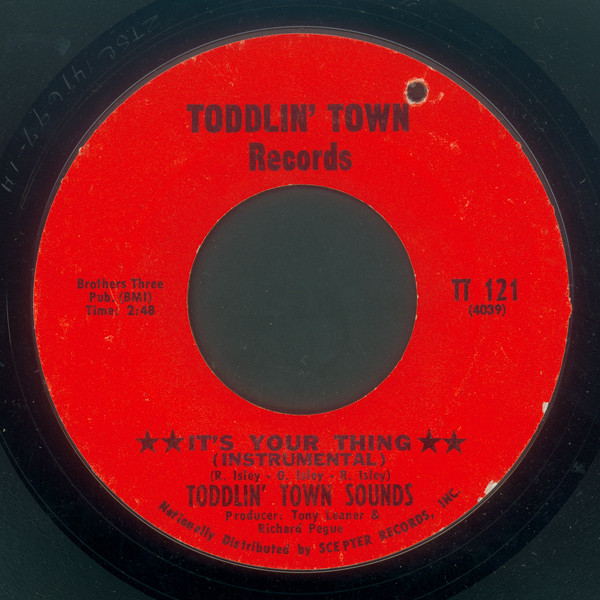 TODDLIN' TOWN
Records
Brothers Three
Pub. (BMI)
Time: 2:48
TT 121
(4039)
★★IT'S YOUR THING★★
(INSTRUMENTAL)
(R. Isley - O. Isley - R. Isley)
TODDLIN' TOWN SOUNDS
Producer: Tony Leaner &
Richard Pegue
Nationally Distributed by SCEPTER RECORDS, INC.